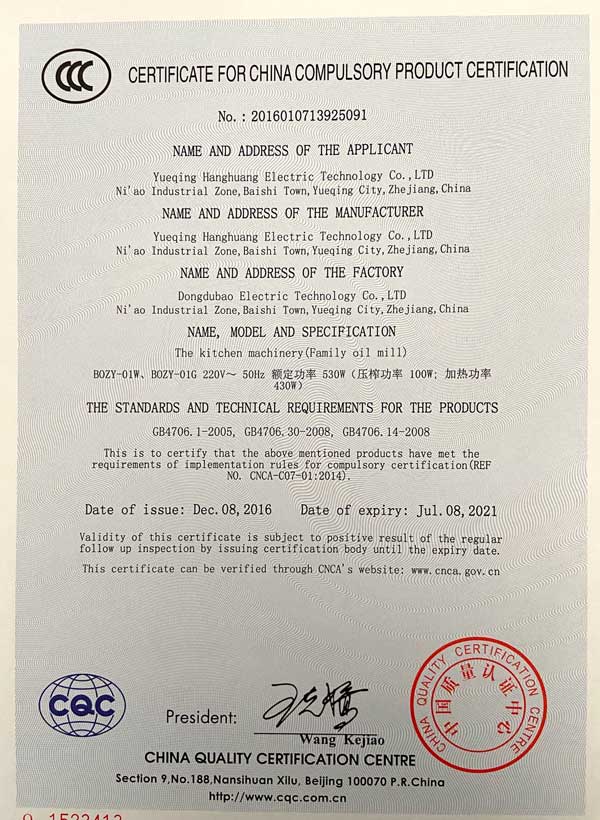 CCC
CERTIFICATE FOR CHINA COMPULSORY PRODUCT CERTIFICATION
No. : 2016010713925091
NAME AND ADDRESS OF THE APPLICANT
Yueqing Hanghuang Electric Technology Co.,LTD
Ni'ao Industrial Zone,Baishi Town,Yueqing City,Zhejiang,China
NAME AND ADDRESS OF THE MANUFACTURER
Yueqing Hanghuang Electric Technology Co.,LTD
Ni'ao Industrial Zone,Baishi Town,Yueqing City,Zhejiang,China
NAME AND ADDRESS OF THE FACTORY
Dongdubao Electric Technology Co.,LTD
Ni'ao Industrial Zone,Baishi Town,Yueqing City,Zhejiang,China
NAME, MODEL AND SPECIFICATION
The kitchen machinery(Family oil mill)
BOZY-01W、BOZY-01G 220V～ 50Hz 额定功率 530W（压榨功率 100W; 加热功率
430W）
THE STANDARDS AND TECHNICAL REQUIREMENTS FOR THE PRODUCTS
GB4706.1-2005, GB4706.30-2008, GB4706.14-2008
This is to certify that the above mentioned products have met the
requirements of implementation rules for compulsory certification(REF
NO. CNCA-C07-01:2014).
Date of issue: Dec.08,2016 Date of expiry: Jul.08,2021
Validity of this certificate is subject to positive result of the regular
follow up inspection by issuing certification body until the expiry date.
This certificate can be verified through CNCA's website: www.cnca.gov.cn
CQC
President:
王克娇
Wang Kejiao
CHINA QUALITY CERTIFICATION CENTRE
中国质量认证中心
CHINA QUALITY CERTIFICATION CENTRE
Section 9,No.188,Nansihuan Xilu, Beijing 100070 P.R.China
http://www.cqc.com.cn